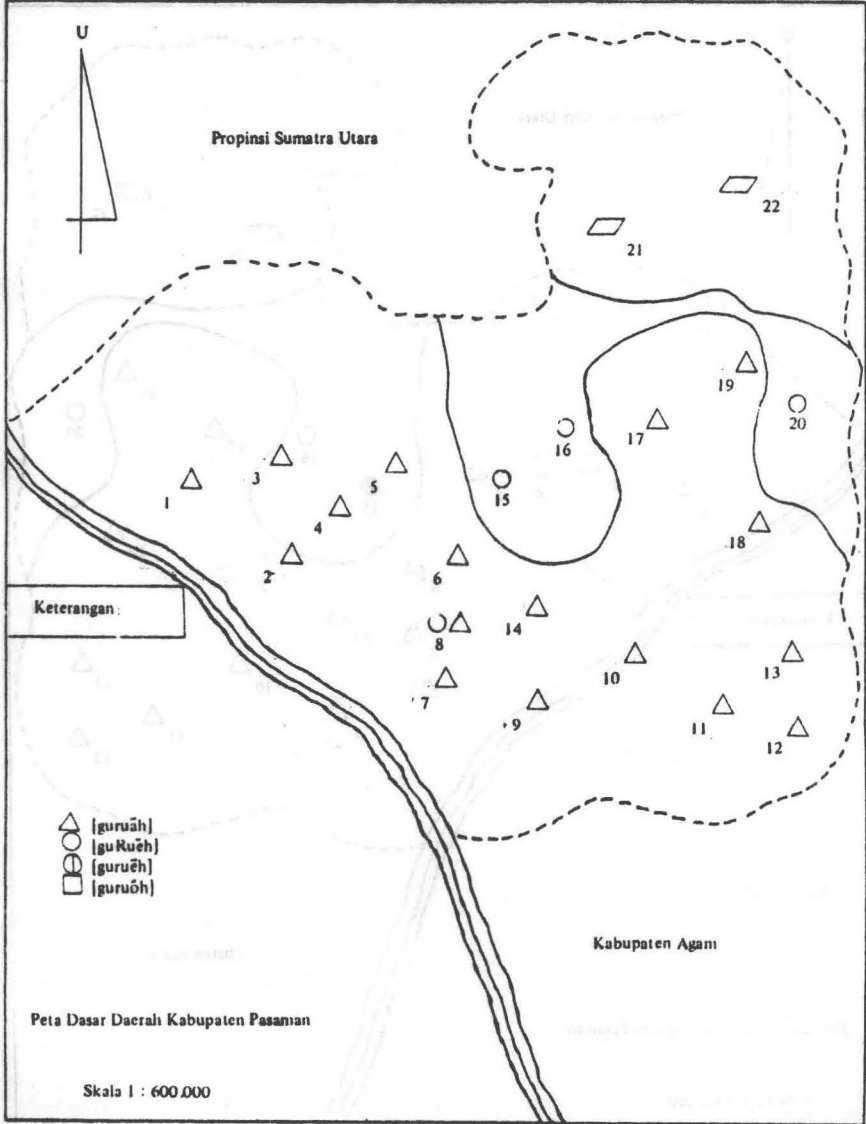 U
Propinsi Sumatra Utara
22
21
19
20
17
16
3
5
15
1
4
18
2
6
14
Keterangan:
8
10
13
7
9
11
12
△ [guruāh]
○ [guRuēh]
⦶ [guruēh]
□ [guruōh]
Kabupaten Agam
Peta Dasar Daerah Kabupaten Pasaman
Skala 1 : 600.000